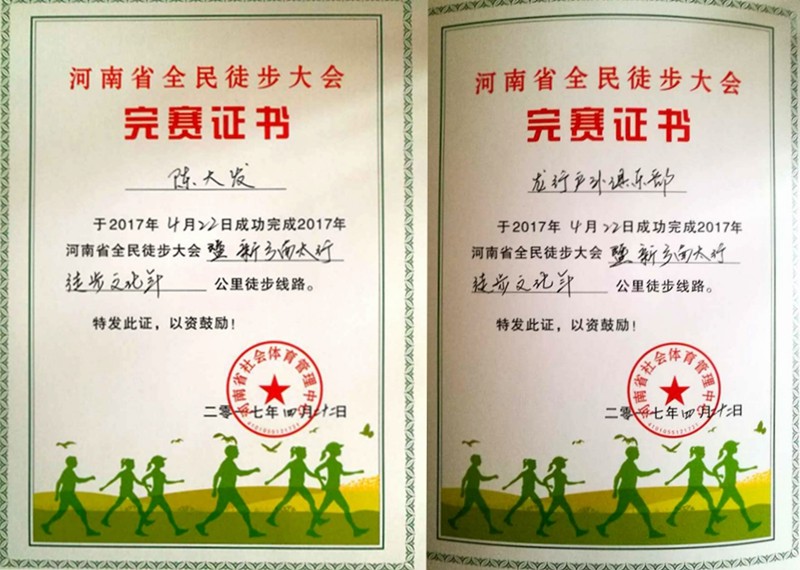 河南省全民徒步大会
完赛证书
陈大发
于2017年4月22日成功完成2017年
河南省全民徒步大会暨新乡南太行
徒步文化节 公里徒步线路。
特发此证，以资鼓励！
河南省社会体育管理中心
二零一七年四月二十二日
河南省全民徒步大会
完赛证书
龙行户外俱乐部
于2017年4月22日成功完成2017年
河南省全民徒步大会暨新乡南太行
徒步文化节 公里徒步线路。
特发此证，以资鼓励！
河南省社会体育管理中心